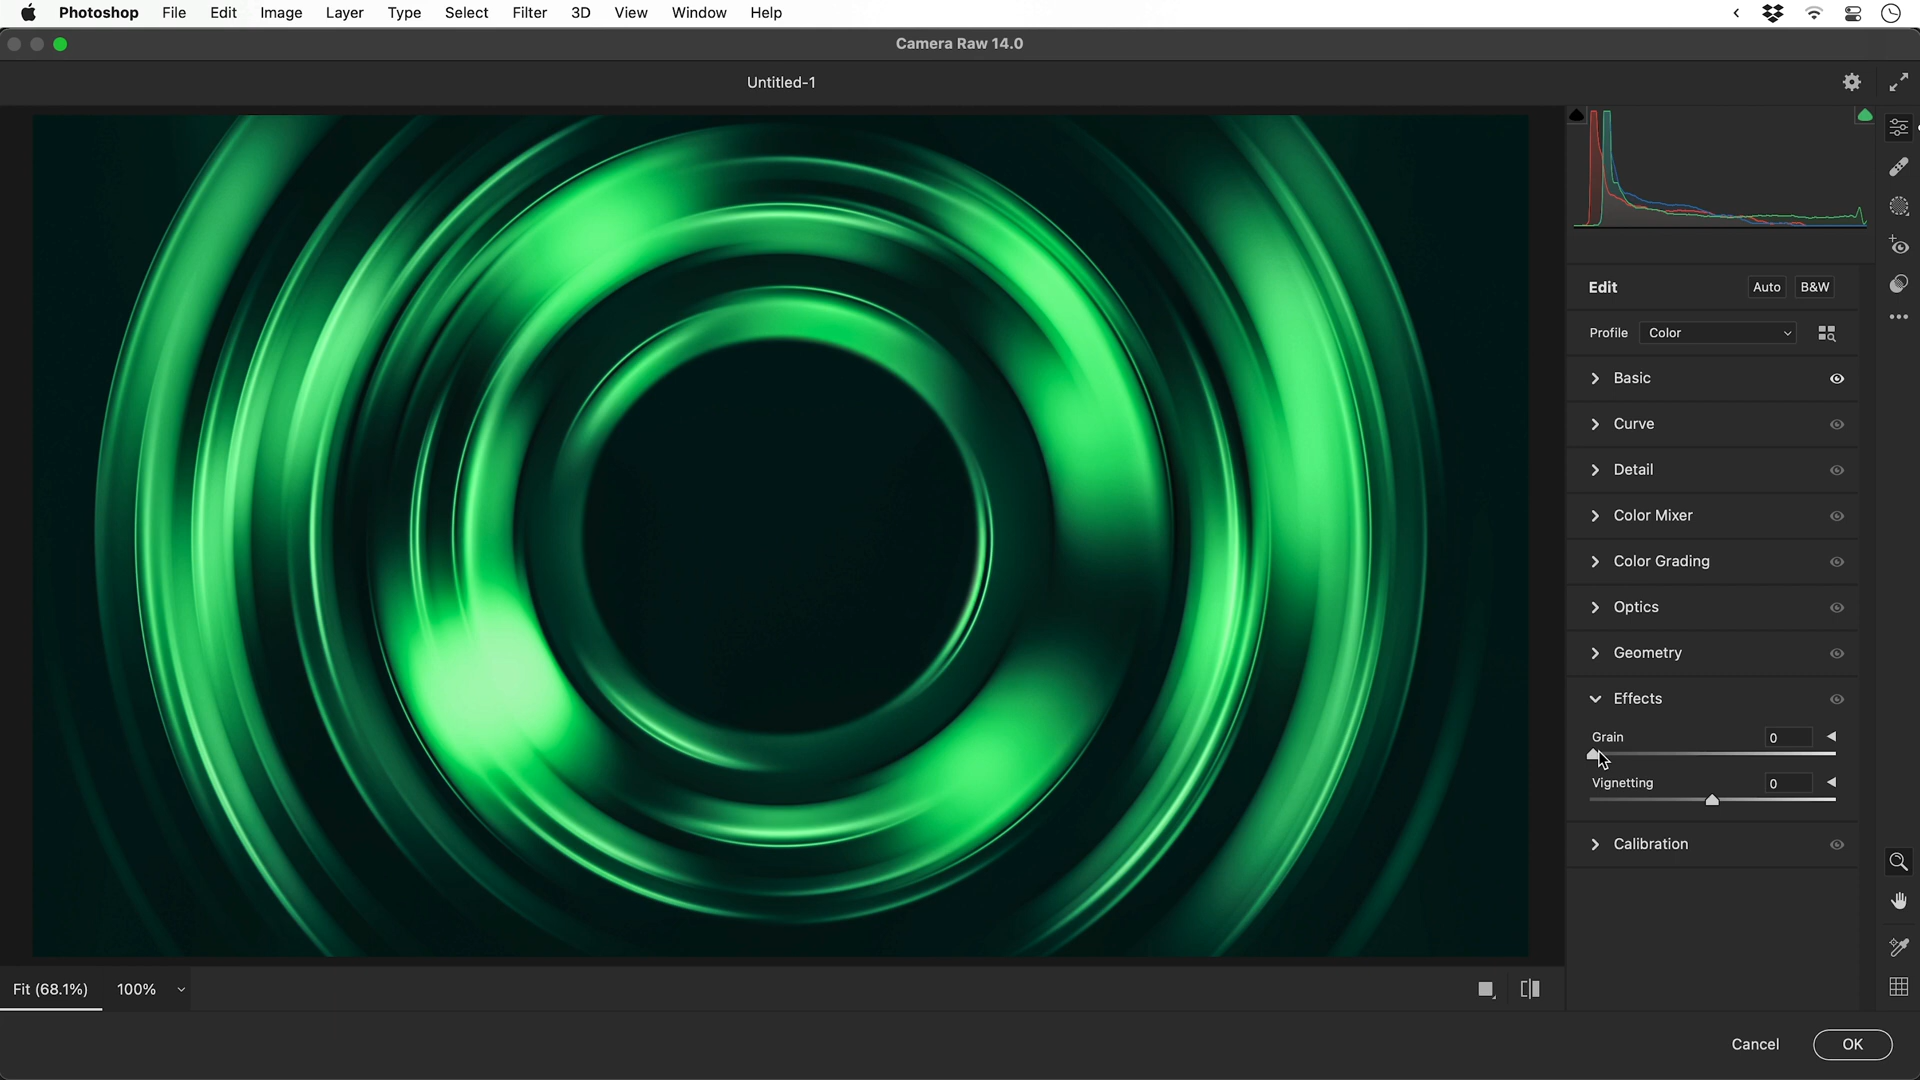 Photoshop File Edit Image Layer Type Select Filter 3D View Window Help
Camera Raw 14.0
Untitled-1
Edit Auto B&W
Profile Color
Basic
Curve
Detail
Color Mixer
Color Grading
Optics
Geometry
Effects
Grain 0
Vignetting 0
Calibration
Fit (68.1%) 100%
Cancel OK